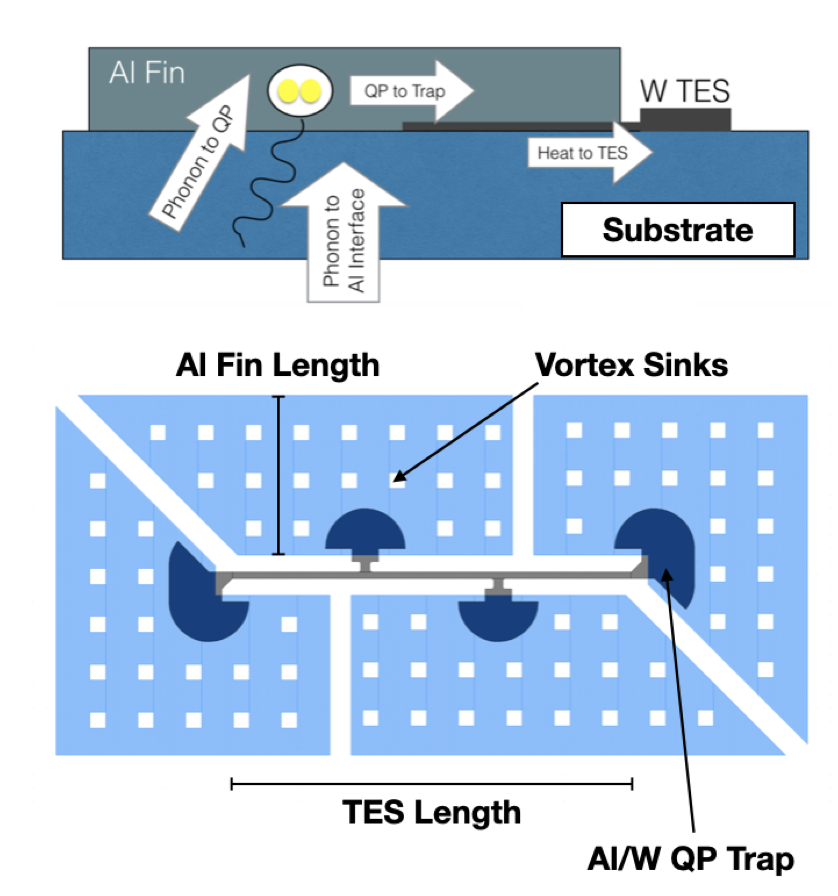 Al Fin
Phonon to QP
QP to Trap
W TES
Heat to TES
Phonon to
Al Interface
Substrate
Al Fin Length
Vortex Sinks
TES Length
Al/W QP Trap